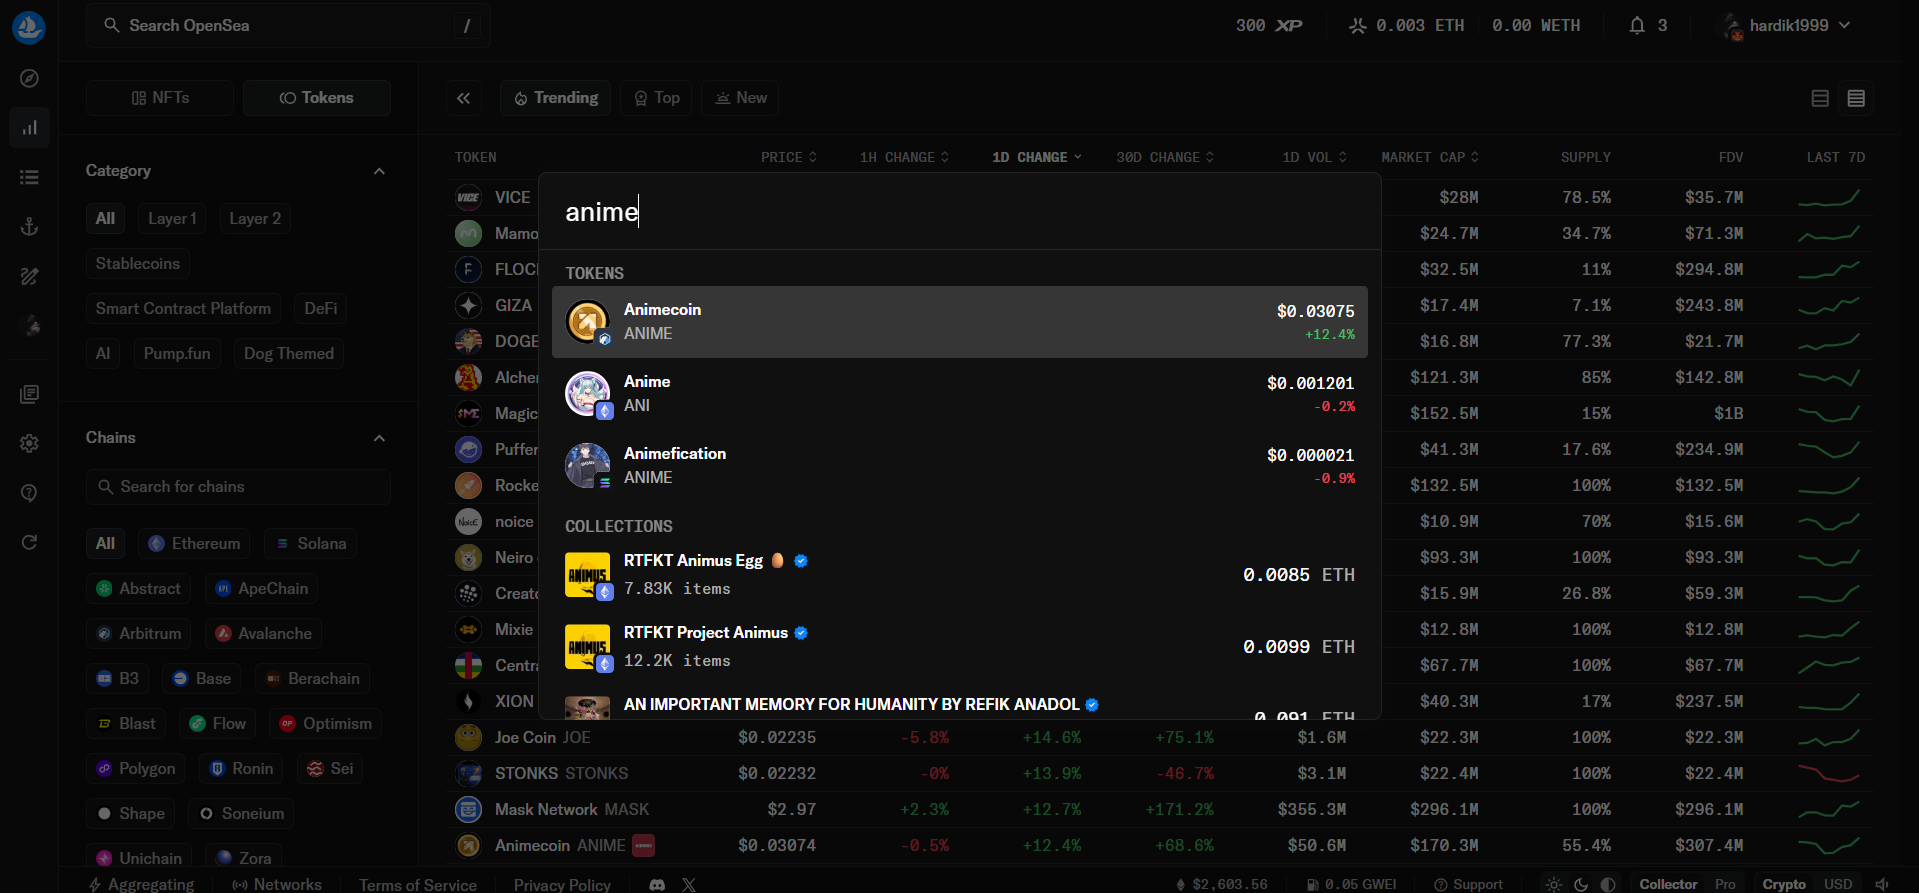 Search OpenSea /
300 XP
0.003 ETH
0.00 WETH
3
hardik1999
NFTs
Tokens
Trending
Top
New
Category
All
Layer 1
Layer 2
Stablecoins
Smart Contract Platform
DeFi
AI
Pump.fun
Dog Themed
Chains
Search for chains
All
Ethereum
Solana
Abstract
ApeChain
Arbitrum
Avalanche
B3
Base
Berachain
Blast
Flow
Optimism
Polygon
Ronin
Sei
Shape
Soneium
Unichain
Zora
TOKEN PRICE 1H CHANGE 1D CHANGE 30D CHANGE 1D VOL MARKET CAP SUPPLY FDV LAST 7D
VICE $28M 78.5% $35.7M
Mamo $24.7M 34.7% $71.3M
$32.5M 11% $294.8M
GIZA $17.4M 7.1% $243.8M
DOGE $16.8M 77.3% $21.7M
Alche $121.3M 85% $142.8M
Magic $152.5M 15% $1B
Puffer $41.3M 17.6% $234.9M
Rocke $132.5M 100% $132.5M
noice $10.9M 70% $15.6M
Neiro $93.3M 100% $93.3M
Creato $15.9M 26.8% $59.3M
Mixie $12.8M 100% $12.8M
Centra $67.7M 100% $67.7M
XION $40.3M 17% $237.5M
anime
TOKENS
Animecoin $0.03075
ANIME +12.4%
Anime $0.001201
ANI -0.2%
Animefication $0.000021
ANIME -0.9%
COLLECTIONS
RTFKT Animus Egg 🥚
7.83K items
0.0085 ETH
RTFKT Project Animus
12.2K items
0.0099 ETH
AN IMPORTANT MEMORY FOR HUMANITY BY REFIK ANADOL
0.091 ETH
Joe Coin JOE $0.02235 -5.8% +14.6% +75.1% $1.6M $22.3M 100% $22.3M
STONKS STONKS $0.02232 -0% +13.9% -46.7% $3.1M $22.4M 100% $22.4M
Mask Network MASK $2.97 +2.3% +12.7% +171.2% $355.3M $296.1M 100% $296.1M
Animecoin ANIME $0.03074 -0.5% +12.4% +68.6% $50.6M $170.3M 55.4% $307.4M
Aggregating
Networks
Terms of Service
Privacy Policy
$2,603.56
0.05 GWEI
Support
Collector Pro
Crypto USD